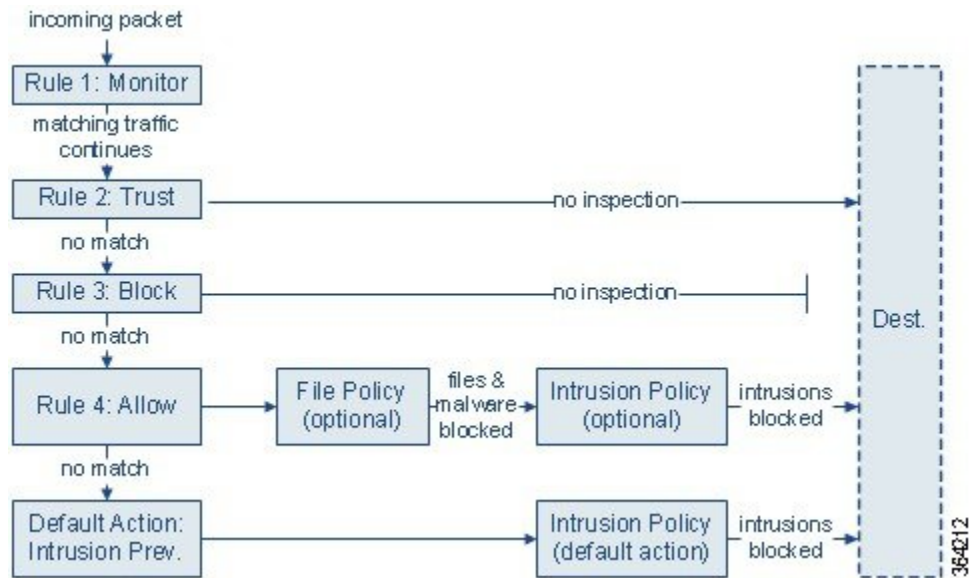 incoming packet
Rule 1: Monitor
matching traffic
continues
Rule 2: Trust
no inspection
no match
Rule 3: Block
no inspection
Dest.
no match
Rule 4: Allow
File Policy
(optional)
files &
malware
blocked
Intrusion Policy
(optional)
intrusions
blocked
no match
Default Action:
Intrusion Prev.
Intrusion Policy
(default action)
intrusions
blocked
364212